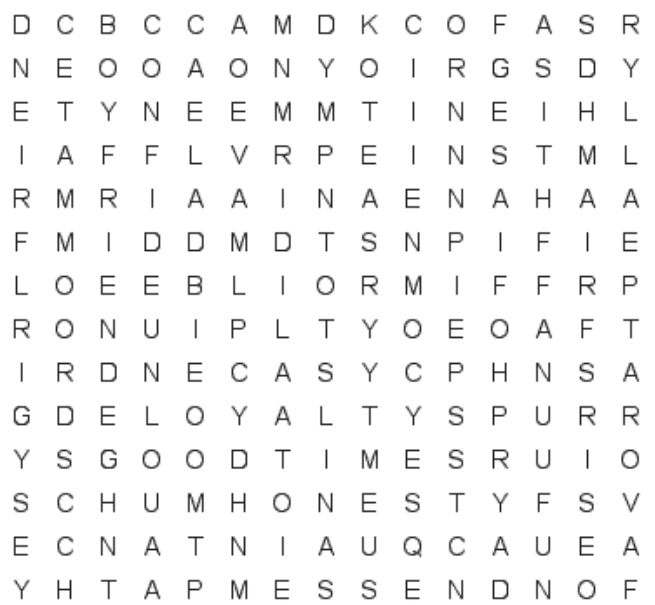 D C B C C A M D K C O F A S R
N E O O A O N Y O I R G S D Y
E T Y N E E M M T I N E I H L
I A F F L V R P E I N S T M L
R M R I A A I N A E N A H A A
F M I D D M D T S N P I F I E
L O E E B L I O R M I F F R P
R O N U I P L T Y O E O A F T
I R D N E C A S Y C P H N S A
G D E L O Y A L T Y S P U R R
Y S G O O D T I M E S R U I O
S C H U M H O N E S T Y F S V
E C N A T N I A U Q C A U E A
Y H T A P M E S S E N D N O F